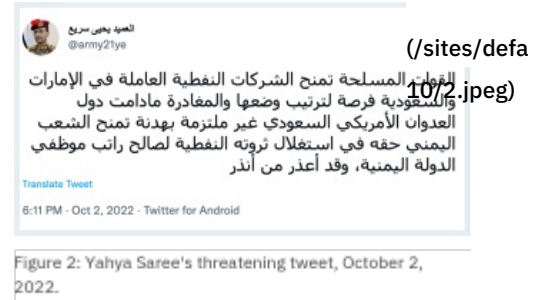 العميد يحيى سريع
@army21ye
(/sites/defa
10/2.jpeg)
القوات المسلحة تمنح الشركات النفطية العاملة في الإمارات
والسعودية فرصة لترتيب وضعها والمغادرة مادامت دول
العدوان الأمريكي السعودي غير ملتزمة بهدنة تمنح الشعب
اليمني حقه في استغلال ثروته النفطية لصالح راتب موظفي
الدولة اليمنية، وقد أعذر من أنذر
Translate Tweet
6:11 PM · Oct 2, 2022 · Twitter for Android
Figure 2: Yahya Saree's threatening tweet, October 2,
2022.